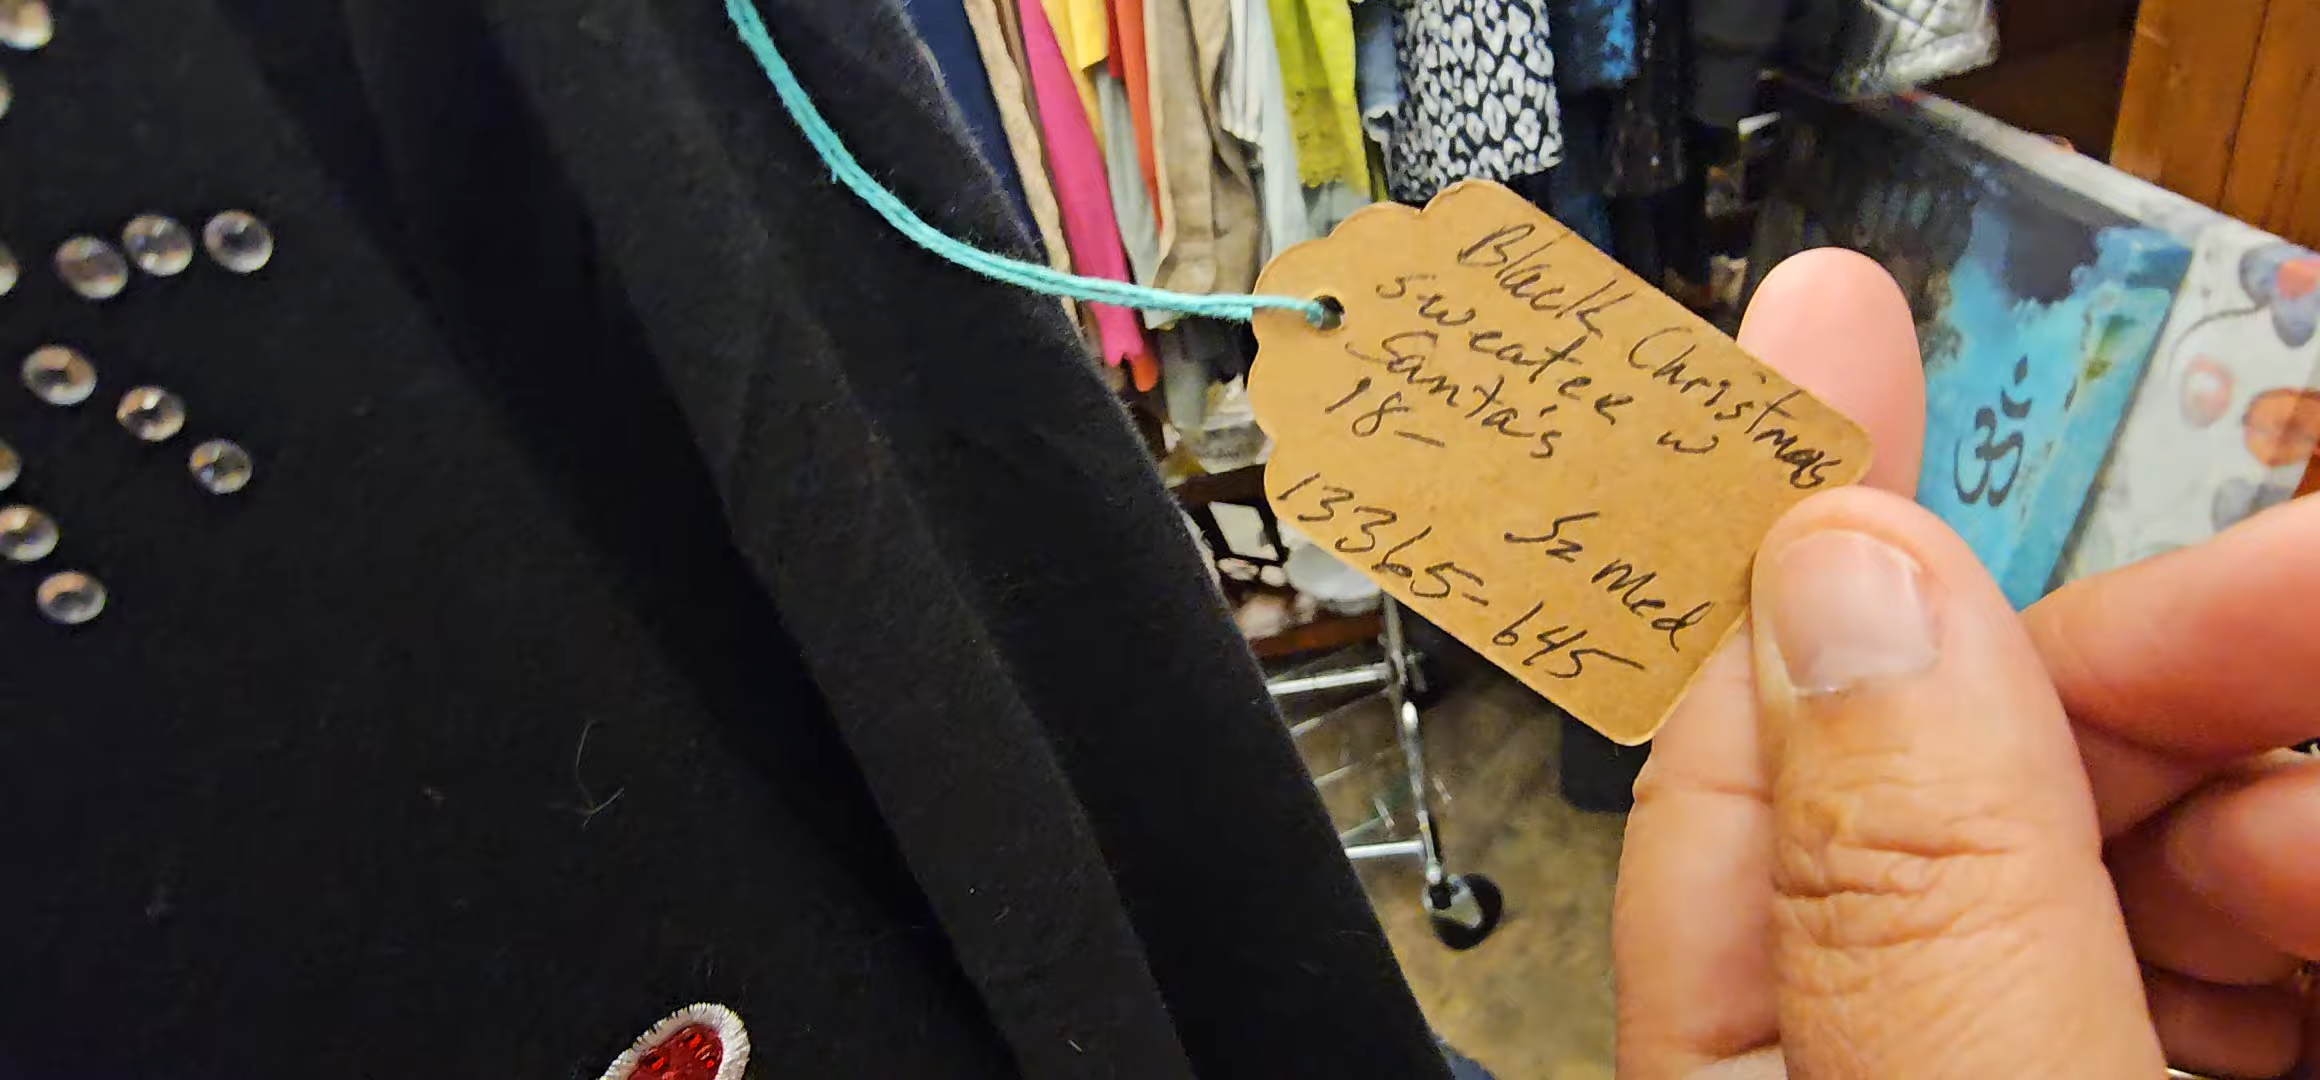 Black Christmas
sweater w
Santa's
18-
Sz Med
13365-645
ॐ